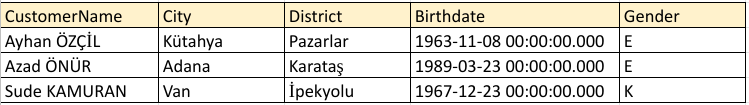 CustomerName City District Birthdate Gender
Ayhan ÖZÇİL Kütahya Pazarlar 1963-11-08 00:00:00.000 E
Azad ÖNÜR Adana Karataş 1989-03-23 00:00:00.000 E
Sude KAMURAN Van İpekyolu 1967-12-23 00:00:00.000 K